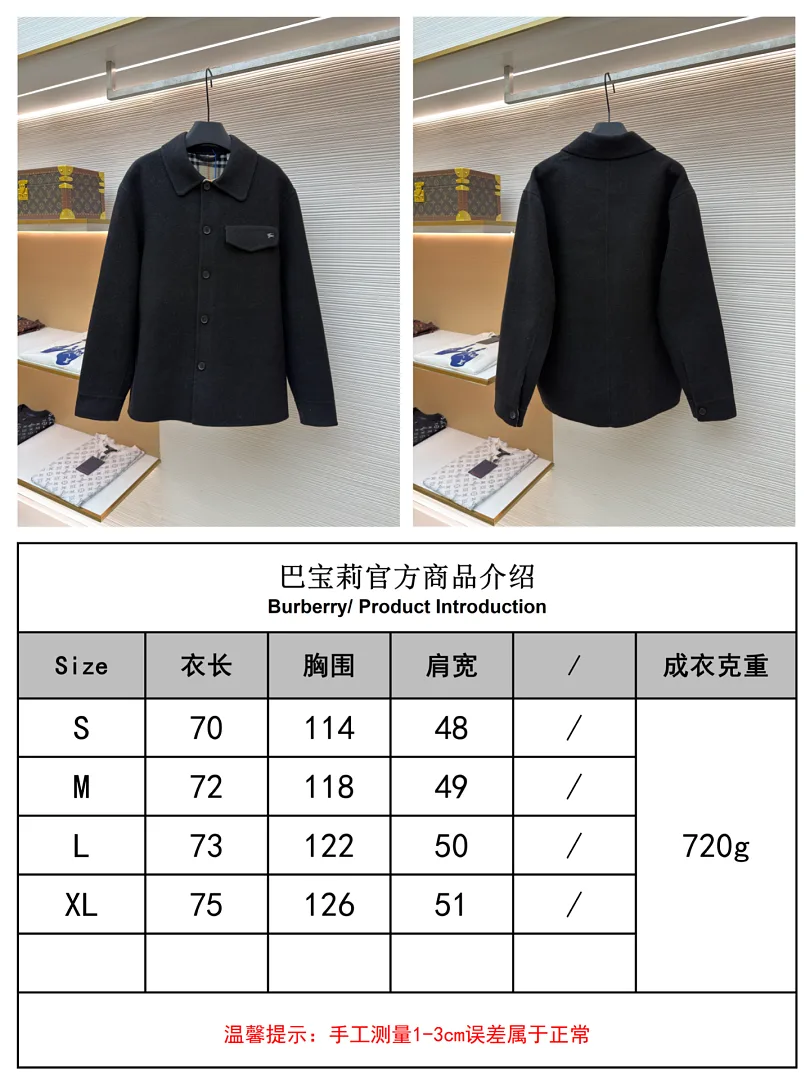 巴宝莉官方商品介绍
Burberry/ Product Introduction
Size 衣长 胸围 肩宽 / 成衣克重
S 70 114 48 /
M 72 118 49 /
L 73 122 50 / 720g
XL 75 126 51 /
温馨提示：手工测量1-3cm误差属于正常